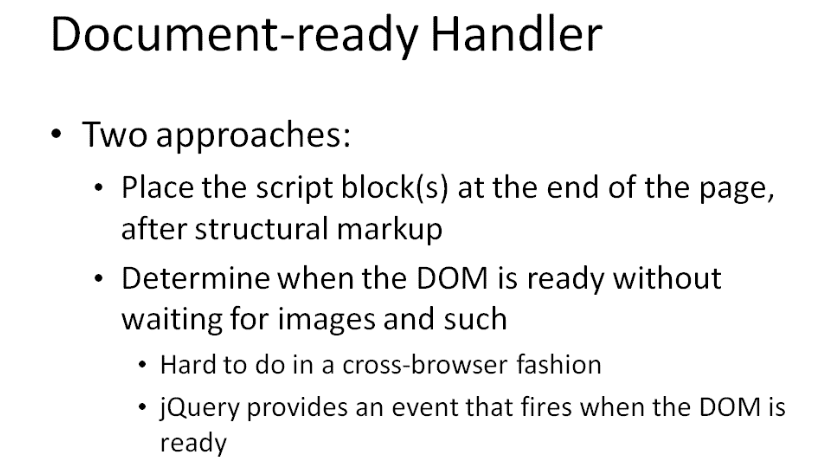 Document-ready Handler
• Two approaches:
• Place the script block(s) at the end of the page,
after structural markup
• Determine when the DOM is ready without
waiting for images and such
• Hard to do in a cross-browser fashion
• jQuery provides an event that fires when the DOM is
ready